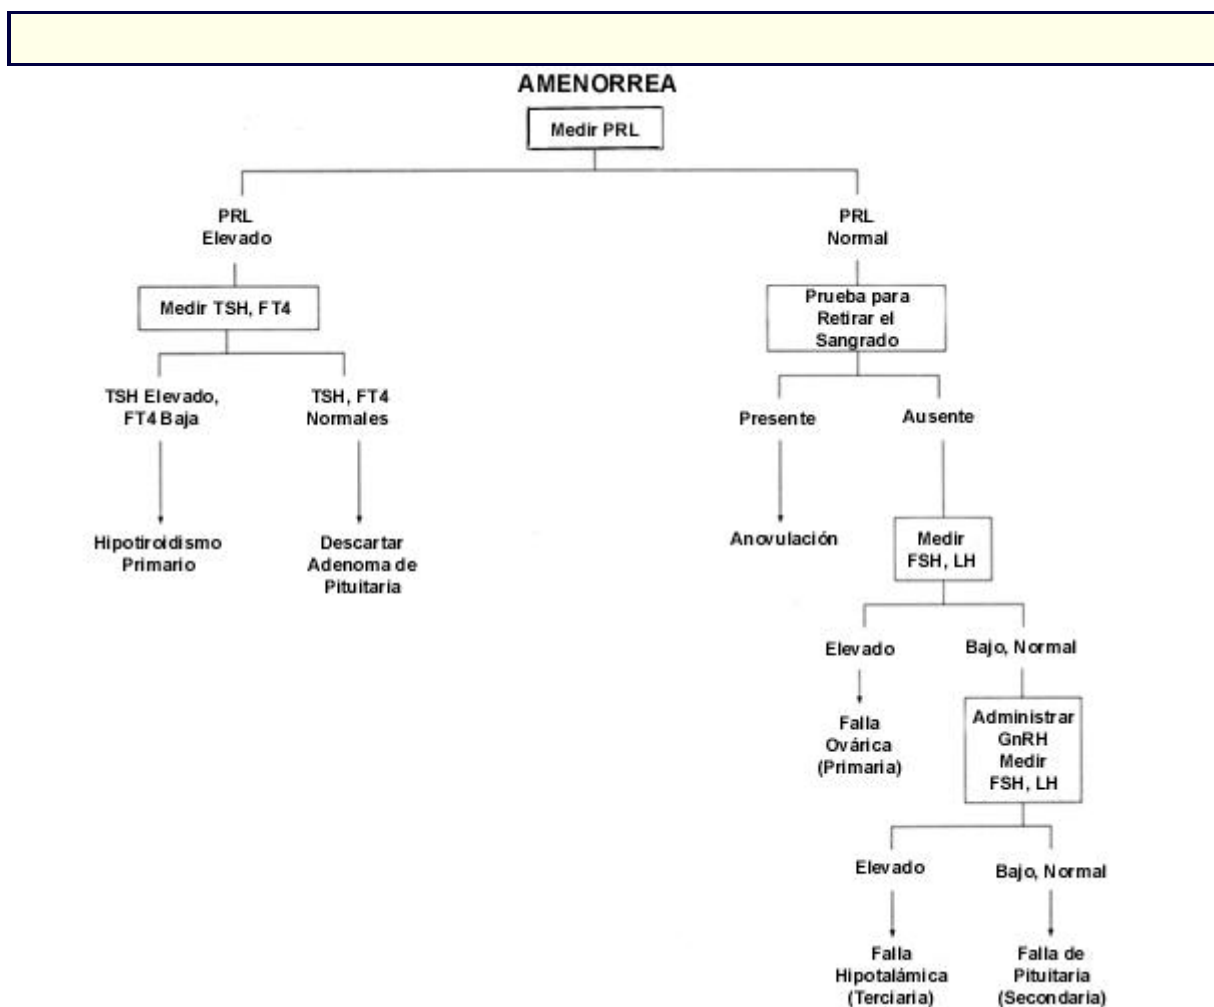 AMENORREA
Medir PRL
PRL
Elevado
PRL
Normal
Medir TSH, FT4
Prueba para
Retirar el
Sangrado
TSH Elevado,
FT4 Baja
TSH, FT4
Normales
Presente
Ausente
Hipotiroidismo
Primario
Descartar
Adenoma de
Pituitaria
Anovulación
Medir
FSH, LH
Elevado
Bajo, Normal
Falla
Ovárica
(Primaria)
Administrar
GnRH
Medir
FSH, LH
Elevado
Bajo, Normal
Falla
Hipotalámica
(Terciaria)
Falla de
Pituitaria
(Secondaria)